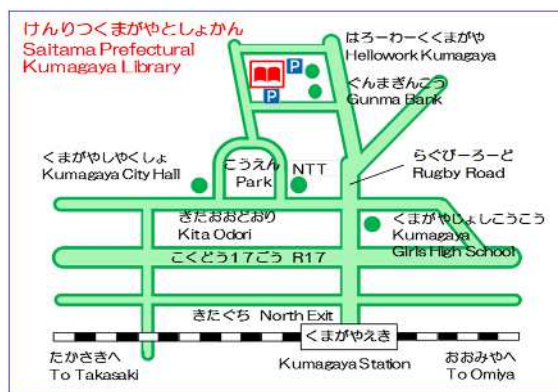 けんりつくまがやとしょかん
Saitama Prefectural
Kumagaya Library
はろーわーくくまがや
Hellowork Kumagaya
P
ぐんまぎんこう
Gunma Bank
P
くまがやしやくしょ
Kumagaya City Hall
こうえん
Park
NTT
らぐびーろーど
Rugby Road
きたおおどおり
Kita Odori
くまがやじょしこうこう
Kumagaya
Girls High School
こくどう17ごう R17
きたぐち North Exit
くまがやえき
Kumagaya Station
たかさきへ
To Takasaki
おおみやへ
To Omiya